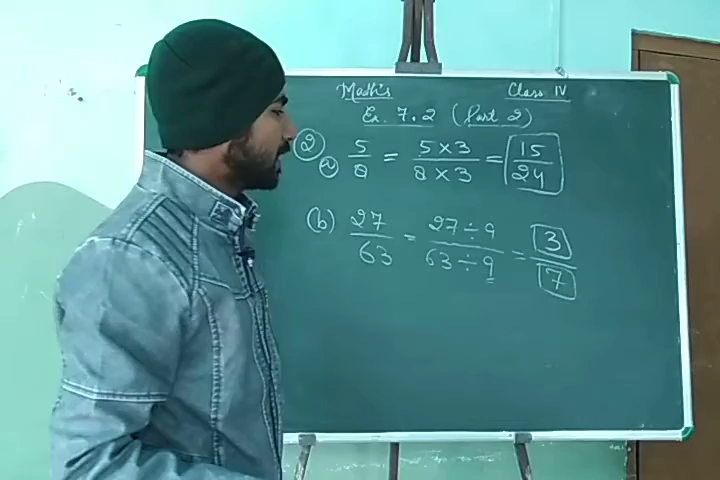 Maths Class IV
Ex. 7.2 (Part 2)
② ⓐ 5/8 = 5×3/8×3 = 15/24
(b) 27/63 = 27÷9/63÷9 = 3/7